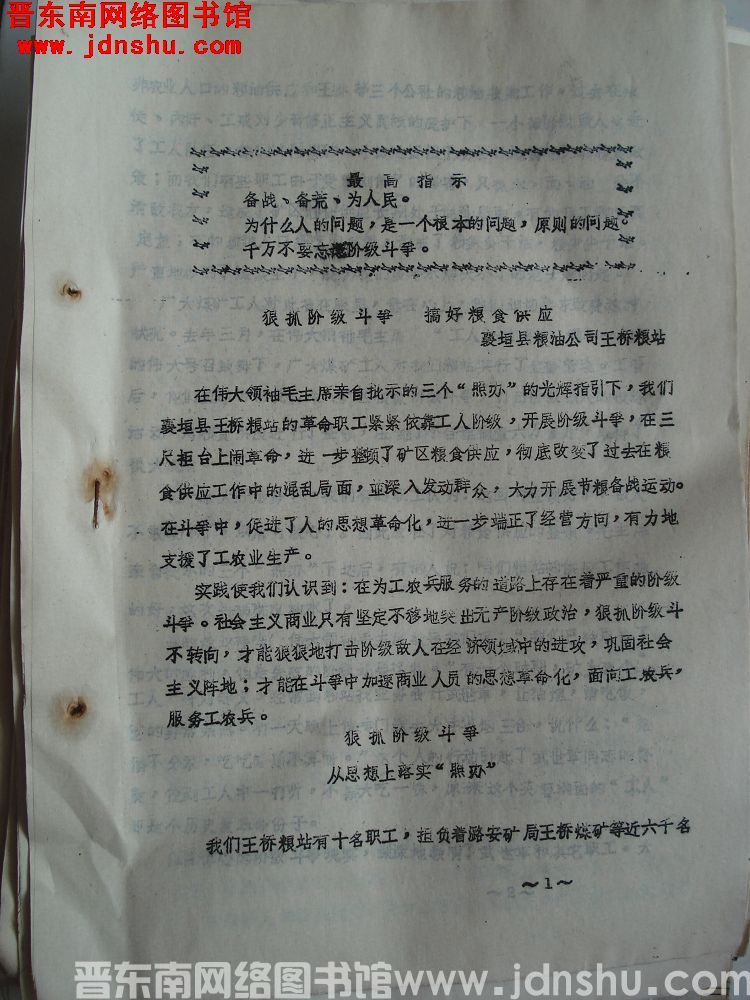 晋东南网络图书馆
www.jdnshu.com
最高指示
备战、备荒、为人民。
为什么人的问题，是一个根本的问题，原则的问题。
千万不要忘记阶级斗争。
狠抓阶级斗争 搞好粮食供应
襄垣县粮油公司王桥粮站
在伟大领袖毛主席亲自批示的三个“照办”的光辉指引下，我们
襄垣县王桥粮站的革命职工紧紧依靠工人阶级，开展阶级斗争，在三
尺柜台上闹革命，进一步整顿了矿区粮食供应，彻底改变了过去在粮
食供应工作中的混乱局面，并深入发动群众，大力开展节粮备战运动。
在斗争中，促进了人的思想革命化，进一步端正了经营方向，有力地
支援了工农业生产。
实践使我们认识到：在为工农兵服务的道路上存在着严重的阶级
斗争。社会主义商业只有坚定不移地突出无产阶级政治，狠抓阶级斗
不转向，才能狠狠地打击阶级敌人在经济领域中的进攻，巩固社会
主义阵地；才能在斗争中加速商业人员的思想革命化，面向工农兵，
服务工农兵。
狠抓阶级斗争
从思想上落实“照办”
我们王桥粮站有十名职工，担负着潞安矿局王桥煤矿等近六千名
～1～
晋东南网络图书馆www.jdnshu.com